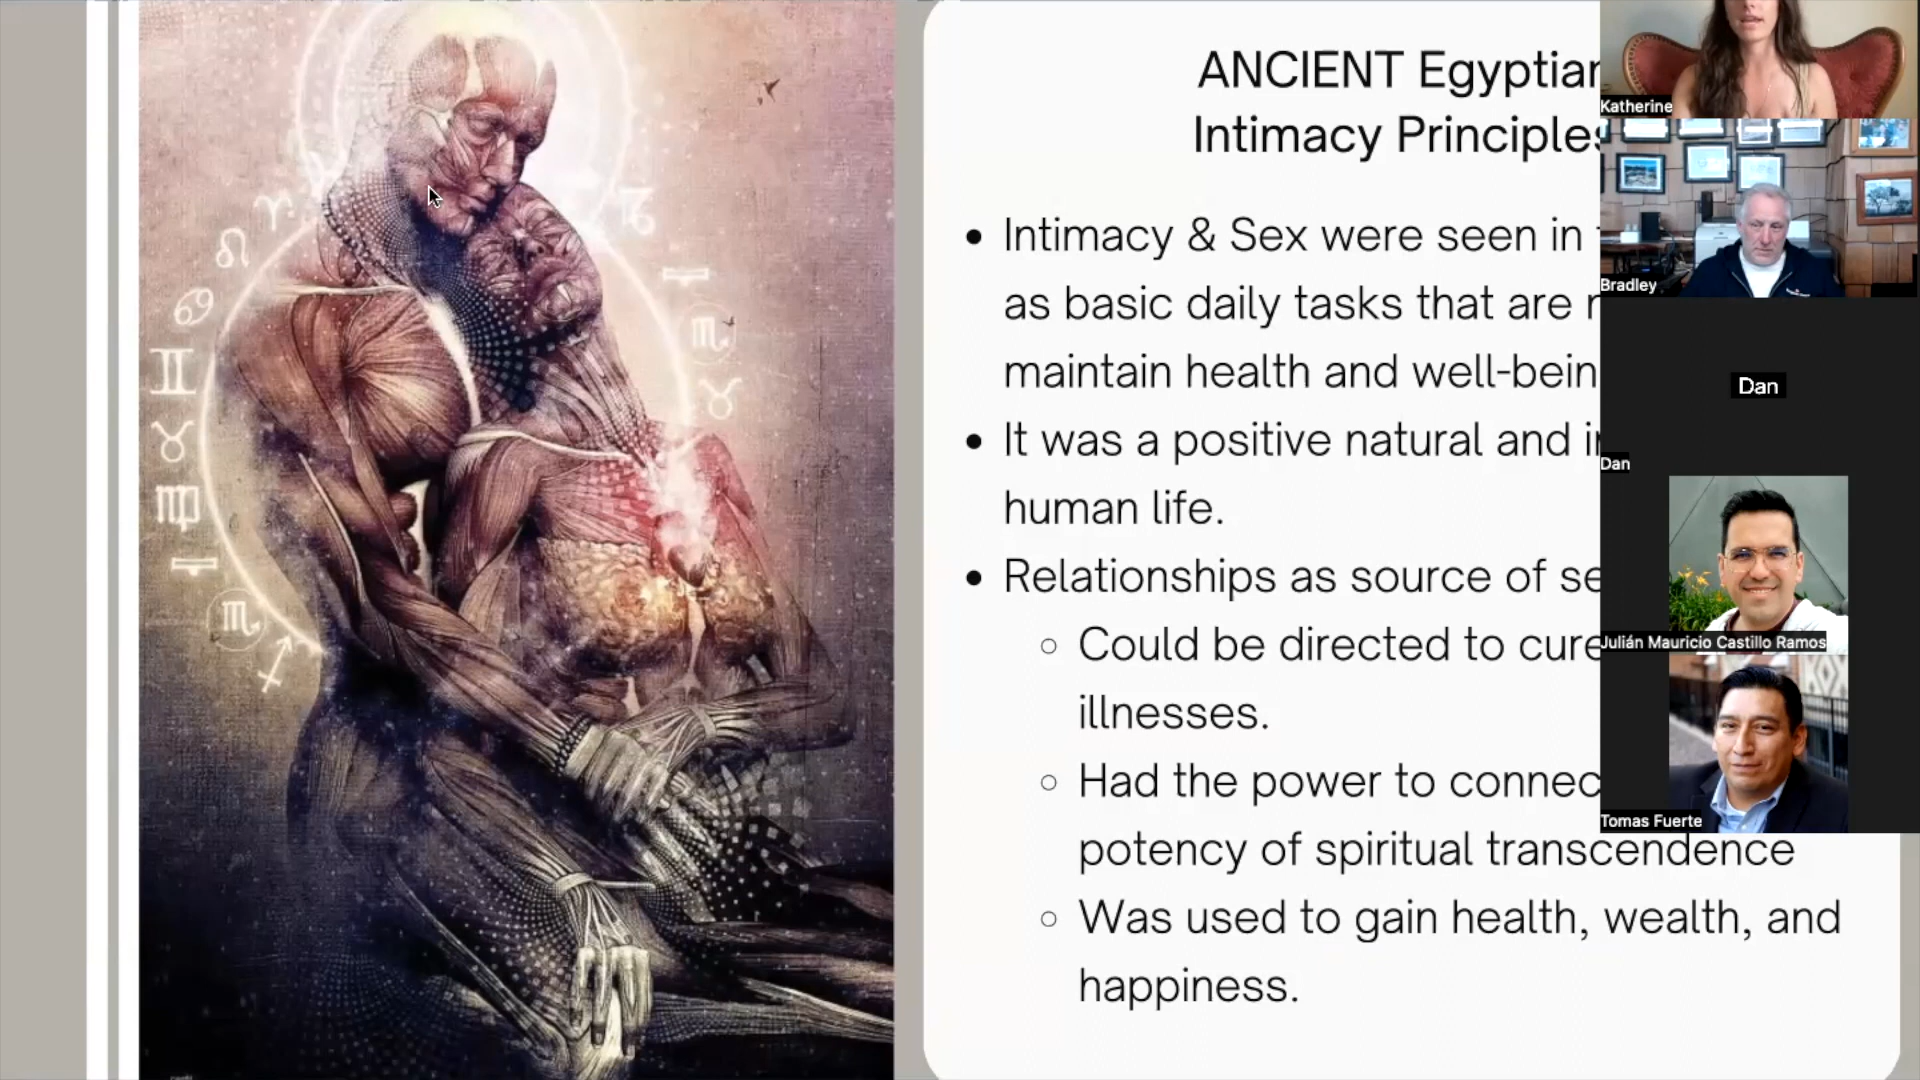 ANCIENT Egyptian
Intimacy Principles
Intimacy & Sex were seen in
as basic daily tasks that are
maintain health and well-bein
It was a positive natural and
human life.
Relationships as source of se
Could be directed to cure
illnesses.
Had the power to connec
potency of spiritual transcendence
Was used to gain health, wealth, and
happiness.
Katherine
Bradley
Dan
Dan
Julián Mauricio Castillo Ramos
Tomas Fuerte